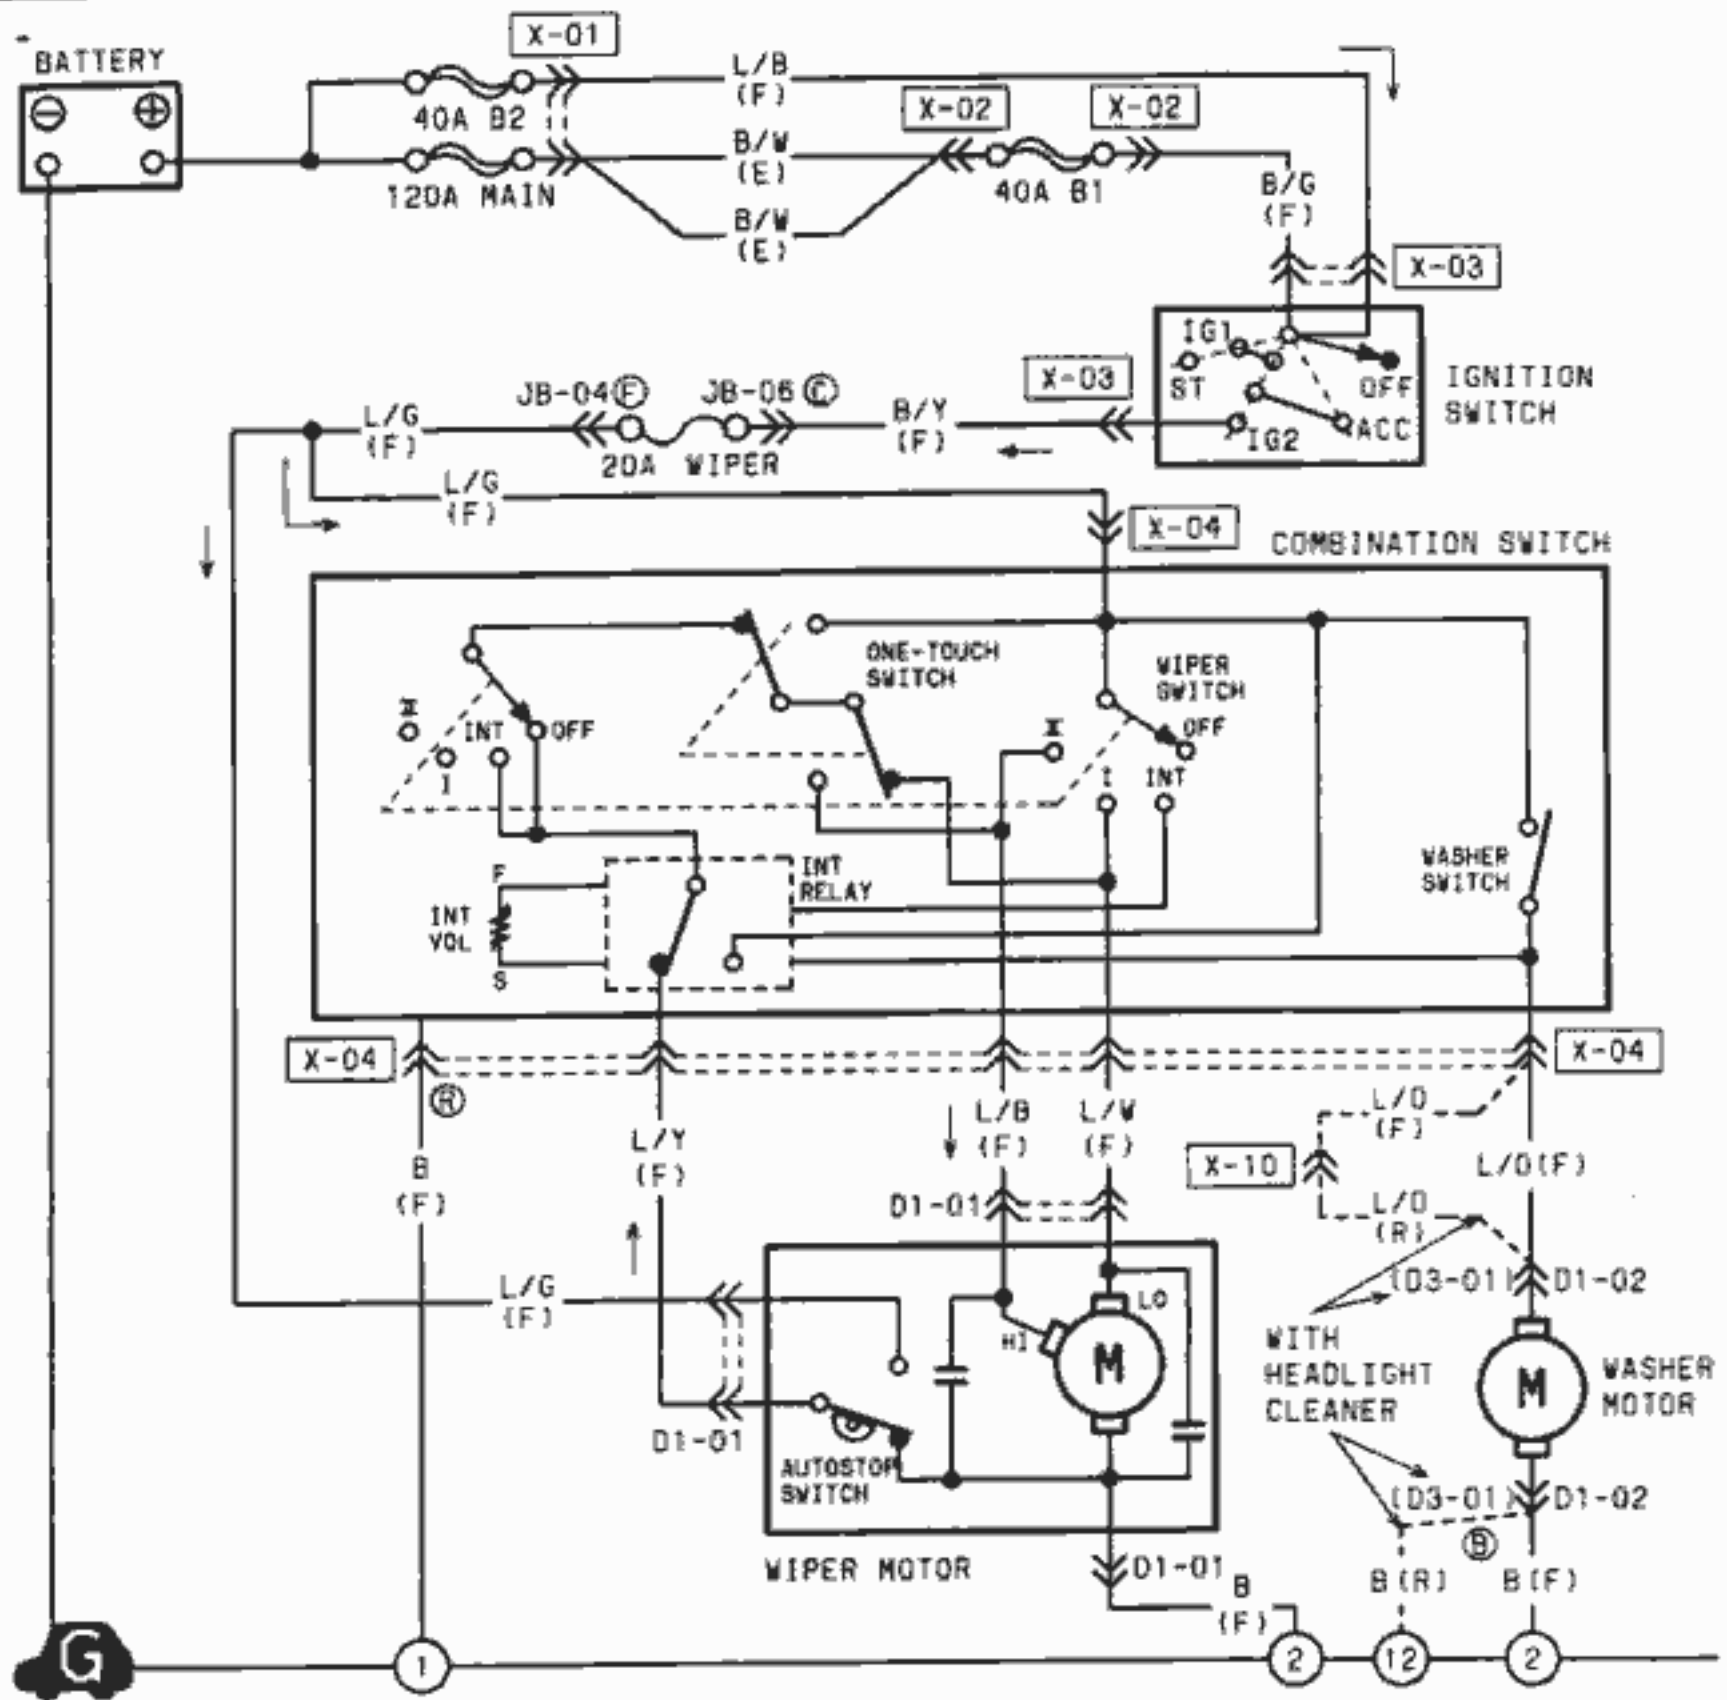 BATTERY
X-01
40A B2
L/B
(F)
X-02
X-02
120A MAIN
B/W
(E)
B/W
(E)
40A B1
B/G
(F)
X-03
IG1
ST
OFF
ACC
IG2
IGNITION
SWITCH
X-03
JB-04 Ⓕ
JB-06 Ⓒ
L/G
(F)
20A WIPER
B/Y
(F)
L/G
(F)
X-04
COMBINATION SWITCH
ONE-TOUCH
SWITCH
WIPER
SWITCH
OFF
INT
I
II
INT
OFF
I
II
WASHER
SWITCH
INT
RELAY
F
INT
VOL
S
X-04
X-04
Ⓡ
B
(F)
L/Y
(F)
L/B
(F)
L/W
(F)
L/O
(F)
X-10
L/O(F)
L/O
(R)
D1-01
(D3-01)
D1-02
L/G
(F)
LO
HI
M
M
WITH
HEADLIGHT
CLEANER
WASHER
MOTOR
D1-01
AUTOSTOP
SWITCH
(D3-01)
D1-02
Ⓑ
WIPER MOTOR
D1-01
B
(F)
B(R)
B(F)
G
1
2
12
2